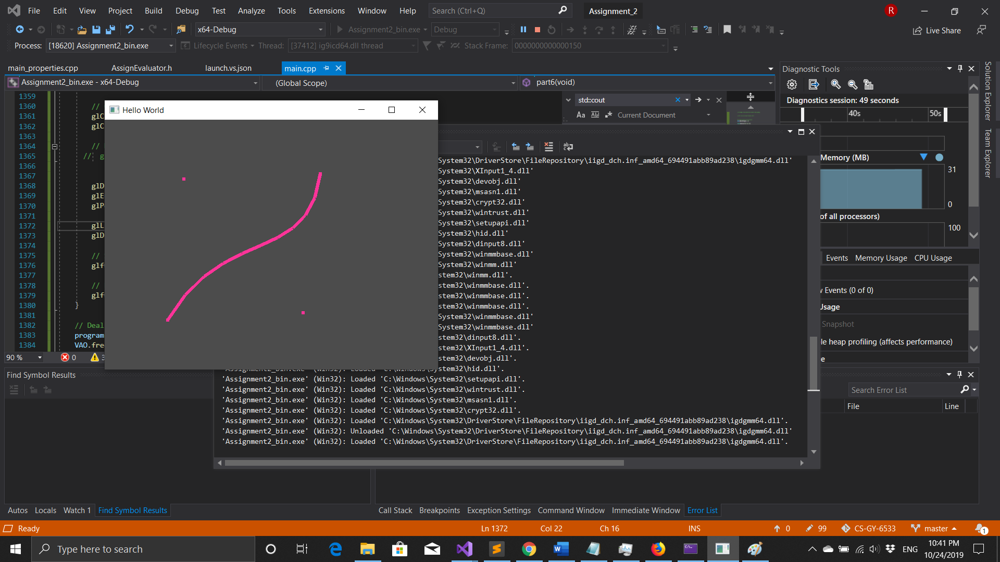 File Edit View Project Build Debug Test Analyze Tools Extensions Window Help Search (Ctrl+Q) Assignment_2 R
x64-Debug Assignment2_bin.exe Debug Live Share
Process: [18620] Assignment2_bin.exe Lifecycle Events Thread: [37412] ig9icd64.dll thread Stack Frame: 0000000000000150
main_properties.cpp AssignEvaluator.h launch.vs.json main.cpp
Assignment2_bin.exe - x64-Debug (Global Scope) part6(void)
Diagnostic Tools
Solution Explorer
Team Explorer
std::cout
Aa Ab Current Document
Diagnostics session: 49 seconds
40s 50s
Hello World
1359
1360 //
1361 glC
1362 glC
1363
1364 //
1365 // g
1366
1367
1368 glD
1369 glE
1370 glP
1371
1372 glL
1373 glD
1374
1375 //
1376 glf
1377
1378 //
1379 glf
1380 }
1381
1382 // Deal
1383 program
1384 VAO.fre
90 % 0 3
System32\DriverStore\FileRepository\iigd_dch.inf_amd64_694491abb89ad238\igdgmm64.dll'
System32\XInput1_4.dll'
System32\devobj.dll'
System32\msasn1.dll'
System32\crypt32.dll'
System32\wintrust.dll'
System32\setupapi.dll'
System32\hid.dll'
System32\dinput8.dll'
System32\winmmbase.dll'
System32\winmm.dll'
stem32\winmm.dll'.
stem32\winmmbase.dll'.
stem32\winmmbase.dll'.
stem32\winmmbase.dll'.
System32\winmmbase.dll'
System32\winmmbase.dll'
stem32\dinput8.dll'.
stem32\XInput1_4.dll'.
stem32\devobj.dll'.
'Assignment2_bin.exe' (Win32): Loaded 'C:\Windows\System32\hid.dll'.
'Assignment2_bin.exe' (Win32): Loaded 'C:\Windows\System32\setupapi.dll'.
'Assignment2_bin.exe' (Win32): Loaded 'C:\Windows\System32\wintrust.dll'.
'Assignment2_bin.exe' (Win32): Loaded 'C:\Windows\System32\msasn1.dll'.
'Assignment2_bin.exe' (Win32): Loaded 'C:\Windows\System32\crypt32.dll'.
'Assignment2_bin.exe' (Win32): Loaded 'C:\Windows\System32\DriverStore\FileRepository\iigd_dch.inf_amd64_694491abb89ad238\igdgmm64.dll'.
'Assignment2_bin.exe' (Win32): Unloaded 'C:\Windows\System32\DriverStore\FileRepository\iigd_dch.inf_amd64_694491abb89ad238\igdgmm64.dll'
'Assignment2_bin.exe' (Win32): Loaded 'C:\Windows\System32\DriverStore\FileRepository\iigd_dch.inf_amd64_694491abb89ad238\igdgmm64.dll'.
Memory (MB)
31
0
of all processors)
100
Events Memory Usage CPU Usage
w Events (0 of 0)
Usage
Snapshot
le heap profiling (affects performance)
e
Search Error List
File Line
Find Symbol Results
Autos Locals Watch 1 Find Symbol Results
Call Stack Breakpoints Exception Settings Command Window Immediate Window Error List
Ready Ln 1372 Col 22 Ch 16 INS 0 99 CS-GY-6533 master 1
Type here to search ENG 10:41 PM
10/24/2019